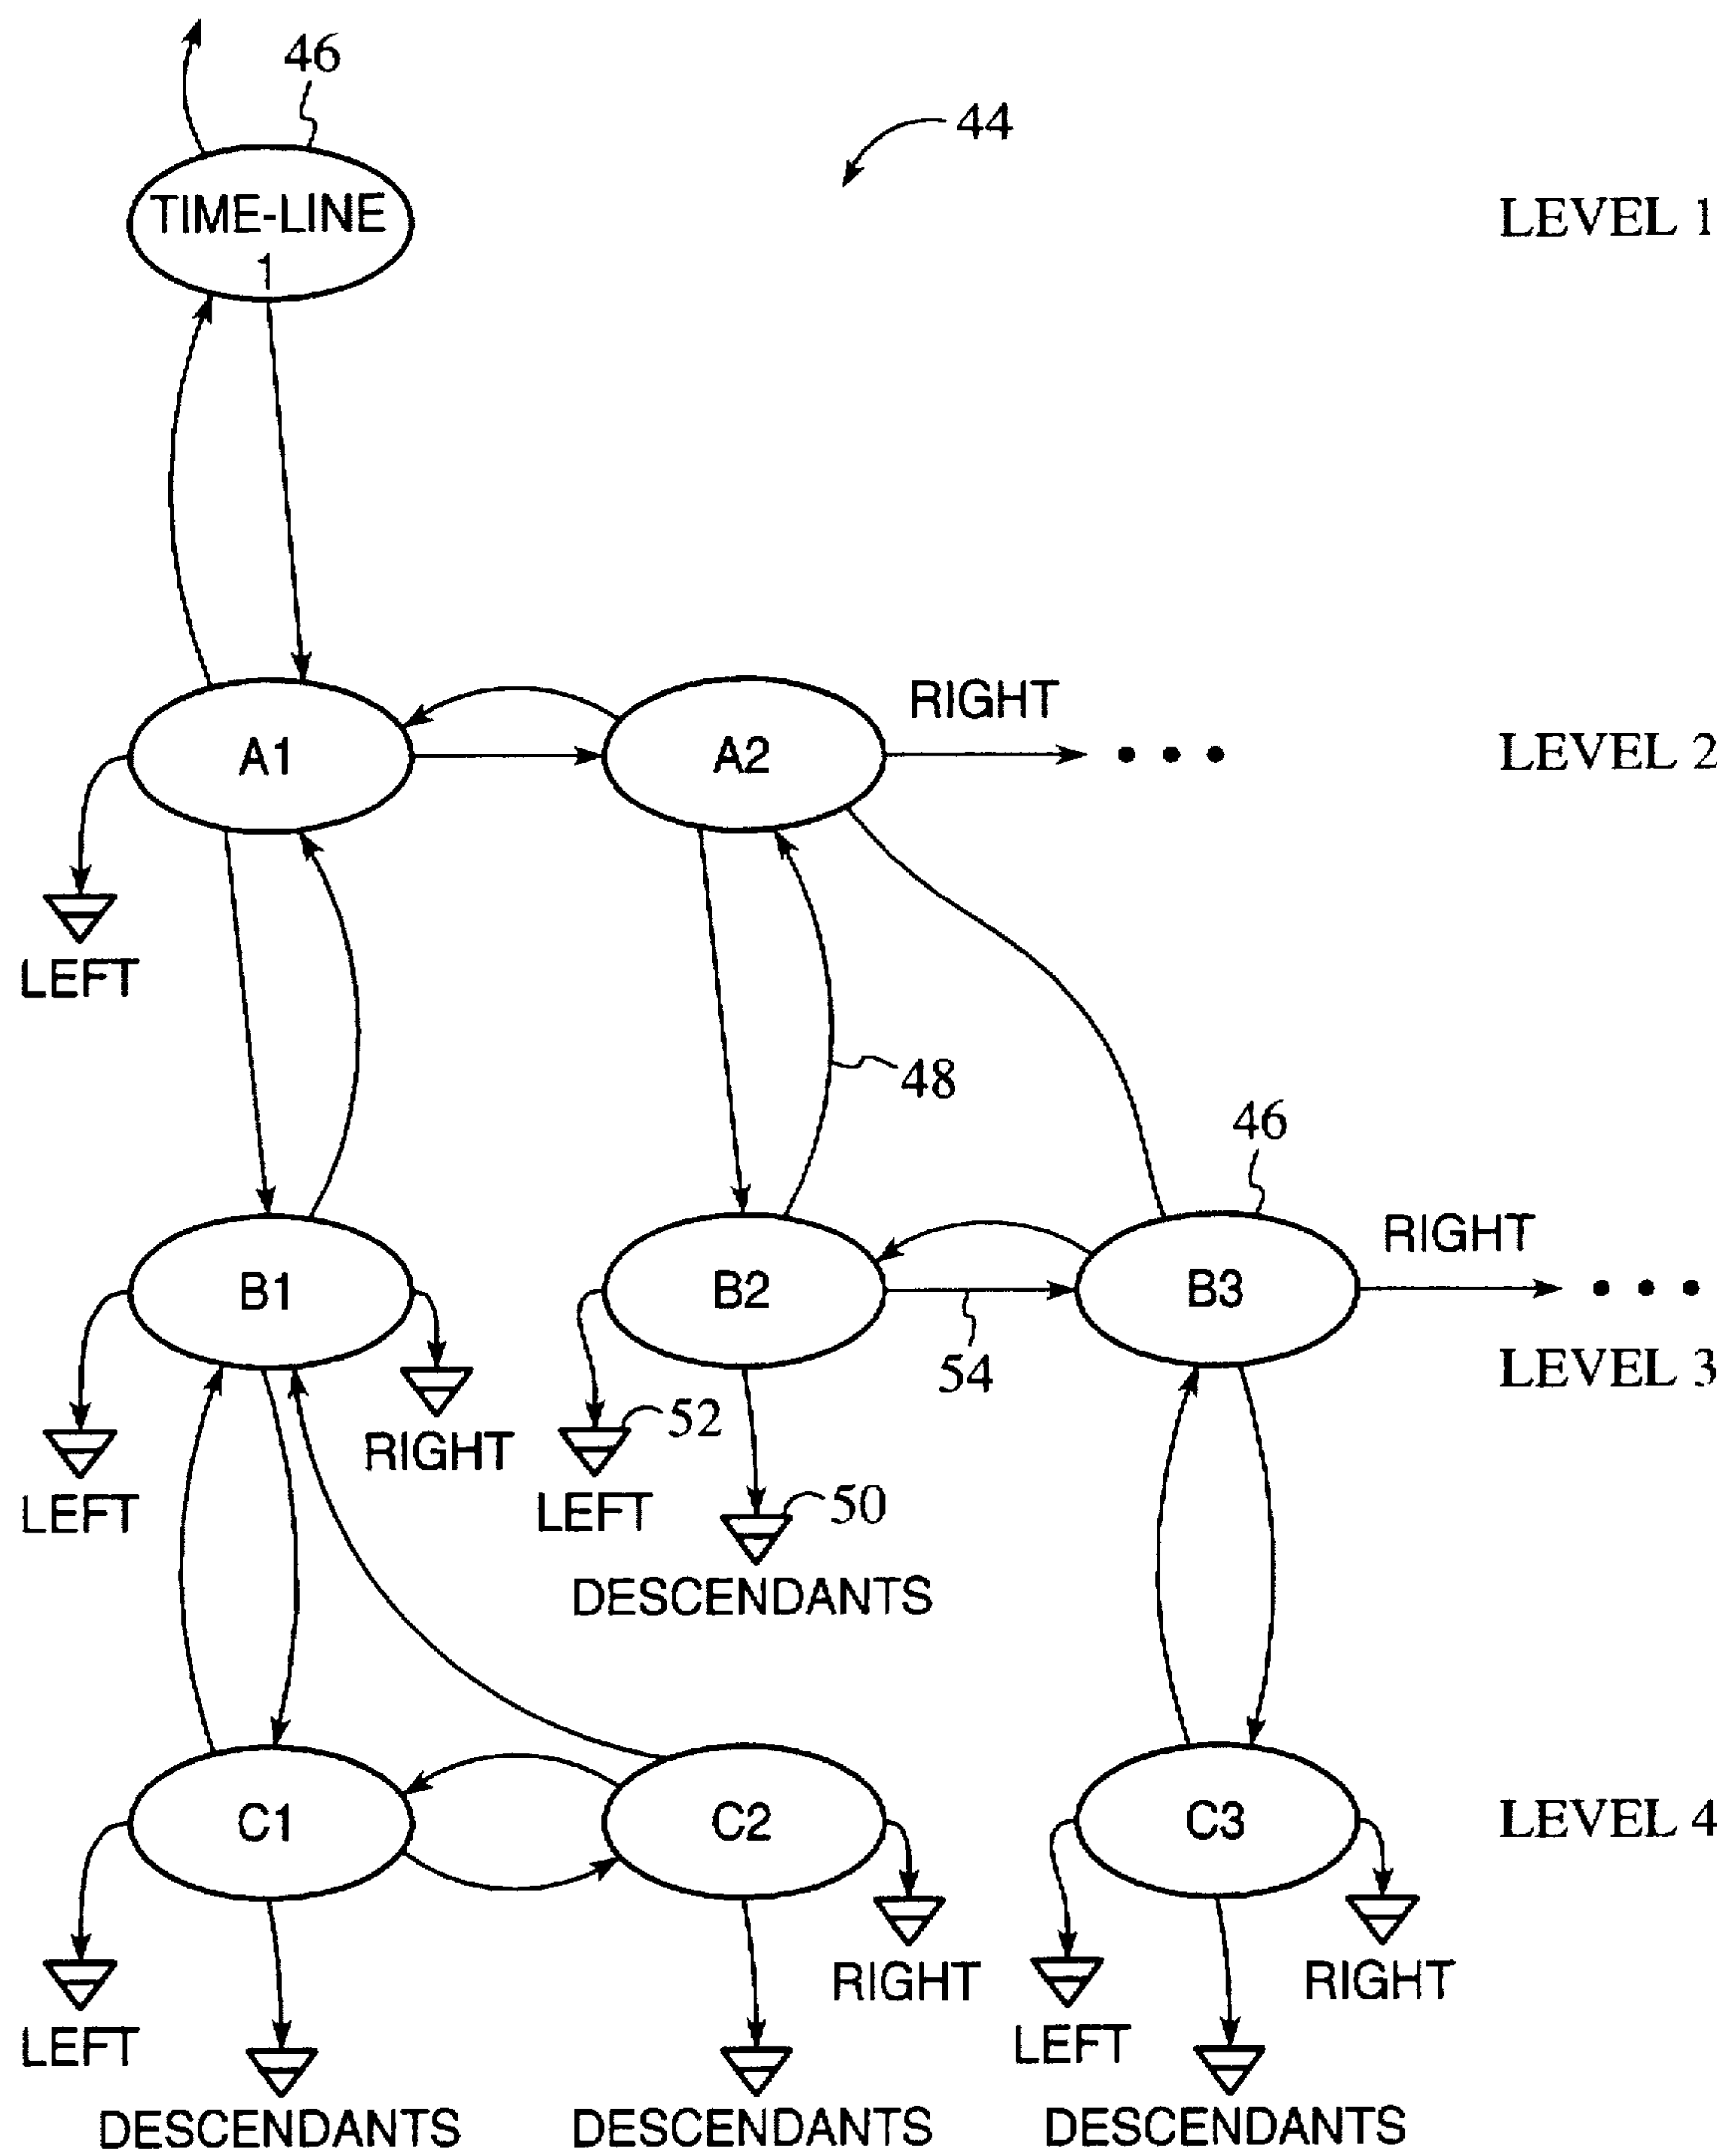 46
44
TIME-LINE
1
LEVEL 1
RIGHT
A1
A2
LEVEL 2
LEFT
48
46
RIGHT
B1
B2
B3
54
LEVEL 3
52
RIGHT
LEFT
LEFT
50
DESCENDANTS
C1
C2
C3
LEVEL 4
RIGHT
RIGHT
LEFT
LEFT
DESCENDANTS
DESCENDANTS
DESCENDANTS